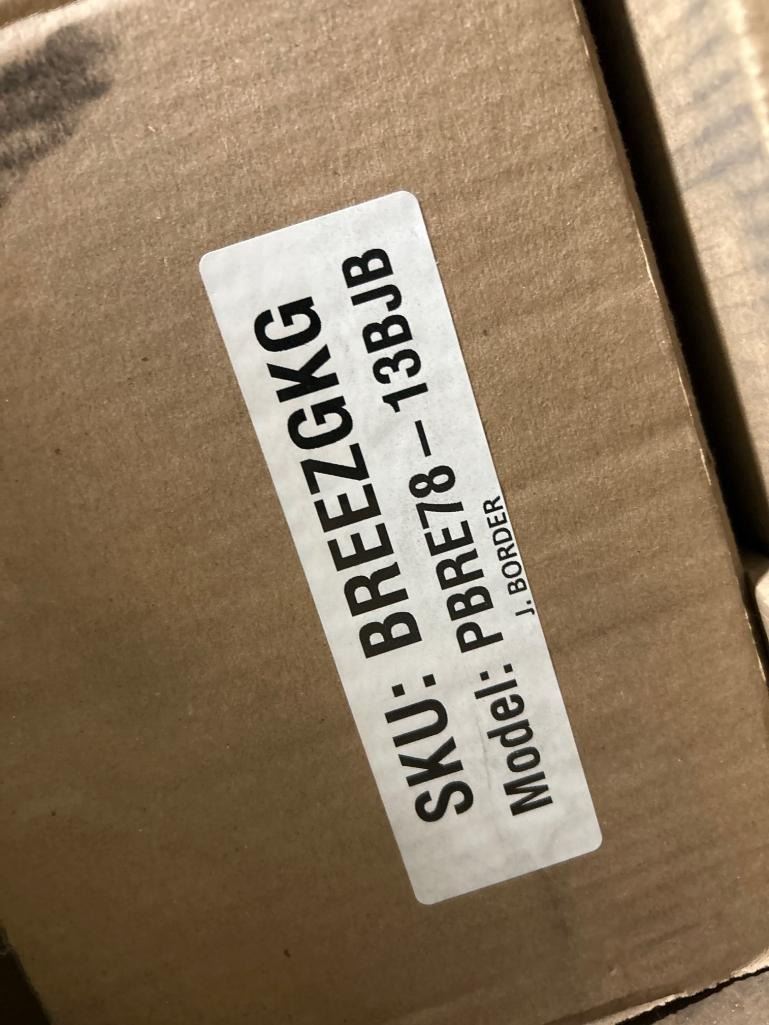 SKU: BREEZGKG
Model: PBRE78-13BJB
J. BORDER